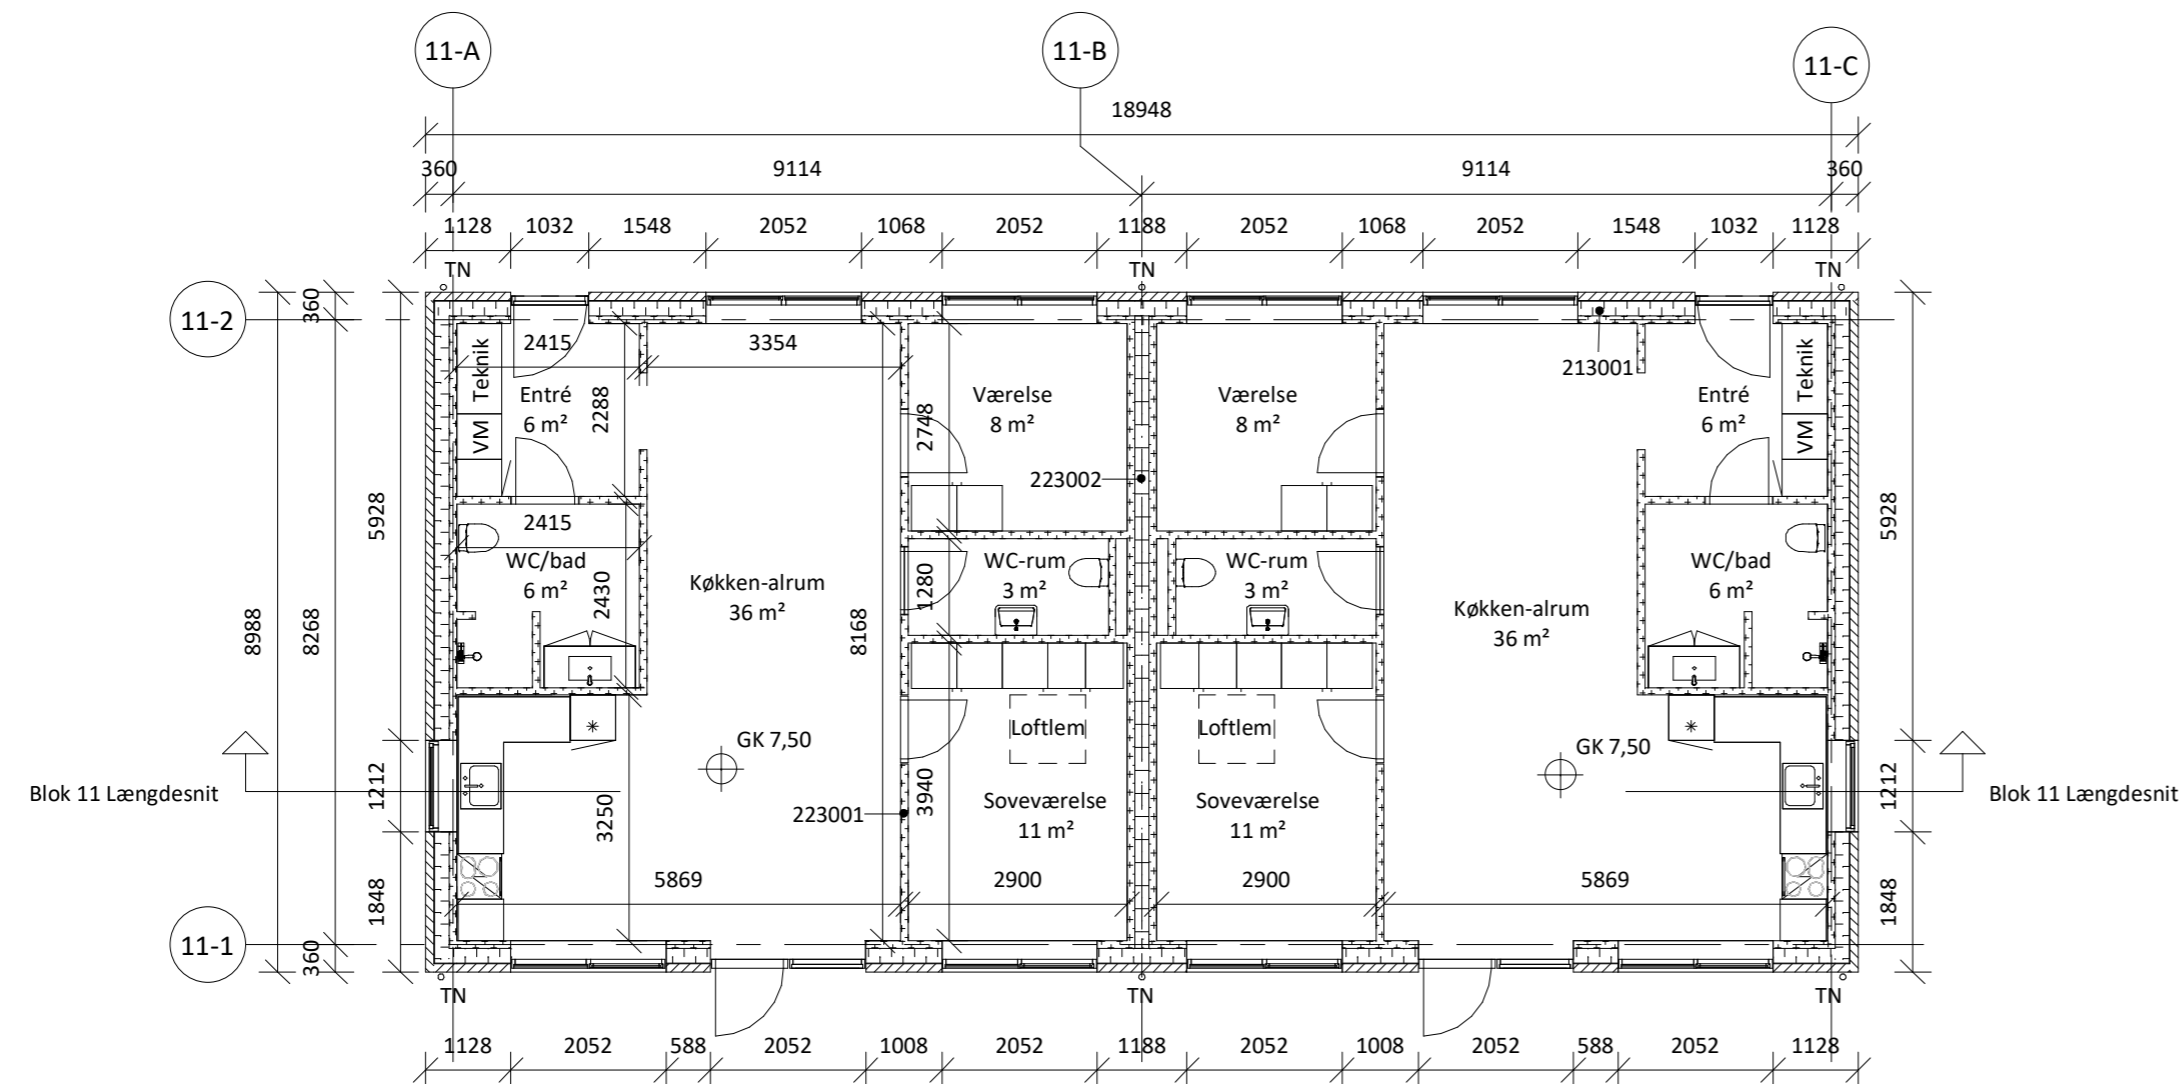 11-A
11-B
11-C
18948
360
9114
9114
360
1128
1032
1548
2052
1068
2052
1188
2052
1068
2052
1548
1032
1128
TN
TN
TN
11-2
360
2415
3354
213001
Teknik
Entré
6 m²
2288
2748
Værelse
8 m²
Værelse
8 m²
Entré
6 m²
Teknik
VM
VM
223002
5928
5928
2415
WC/bad
6 m²
2430
Køkken-alrum
36 m²
1280
WC-rum
3 m²
WC-rum
3 m²
Køkken-alrum
36 m²
WC/bad
6 m²
8988
8268
8168
Loftlem
Loftlem
GK 7,50
GK 7,50
Blok 11 Længdesnit
1212
3250
223001
3940
Soveværelse
11 m²
Soveværelse
11 m²
1212
Blok 11 Længdesnit
5869
2900
2900
5869
1848
1848
11-1
360
TN
TN
TN
1128
2052
588
2052
1008
2052
1188
2052
1008
2052
588
2052
1128